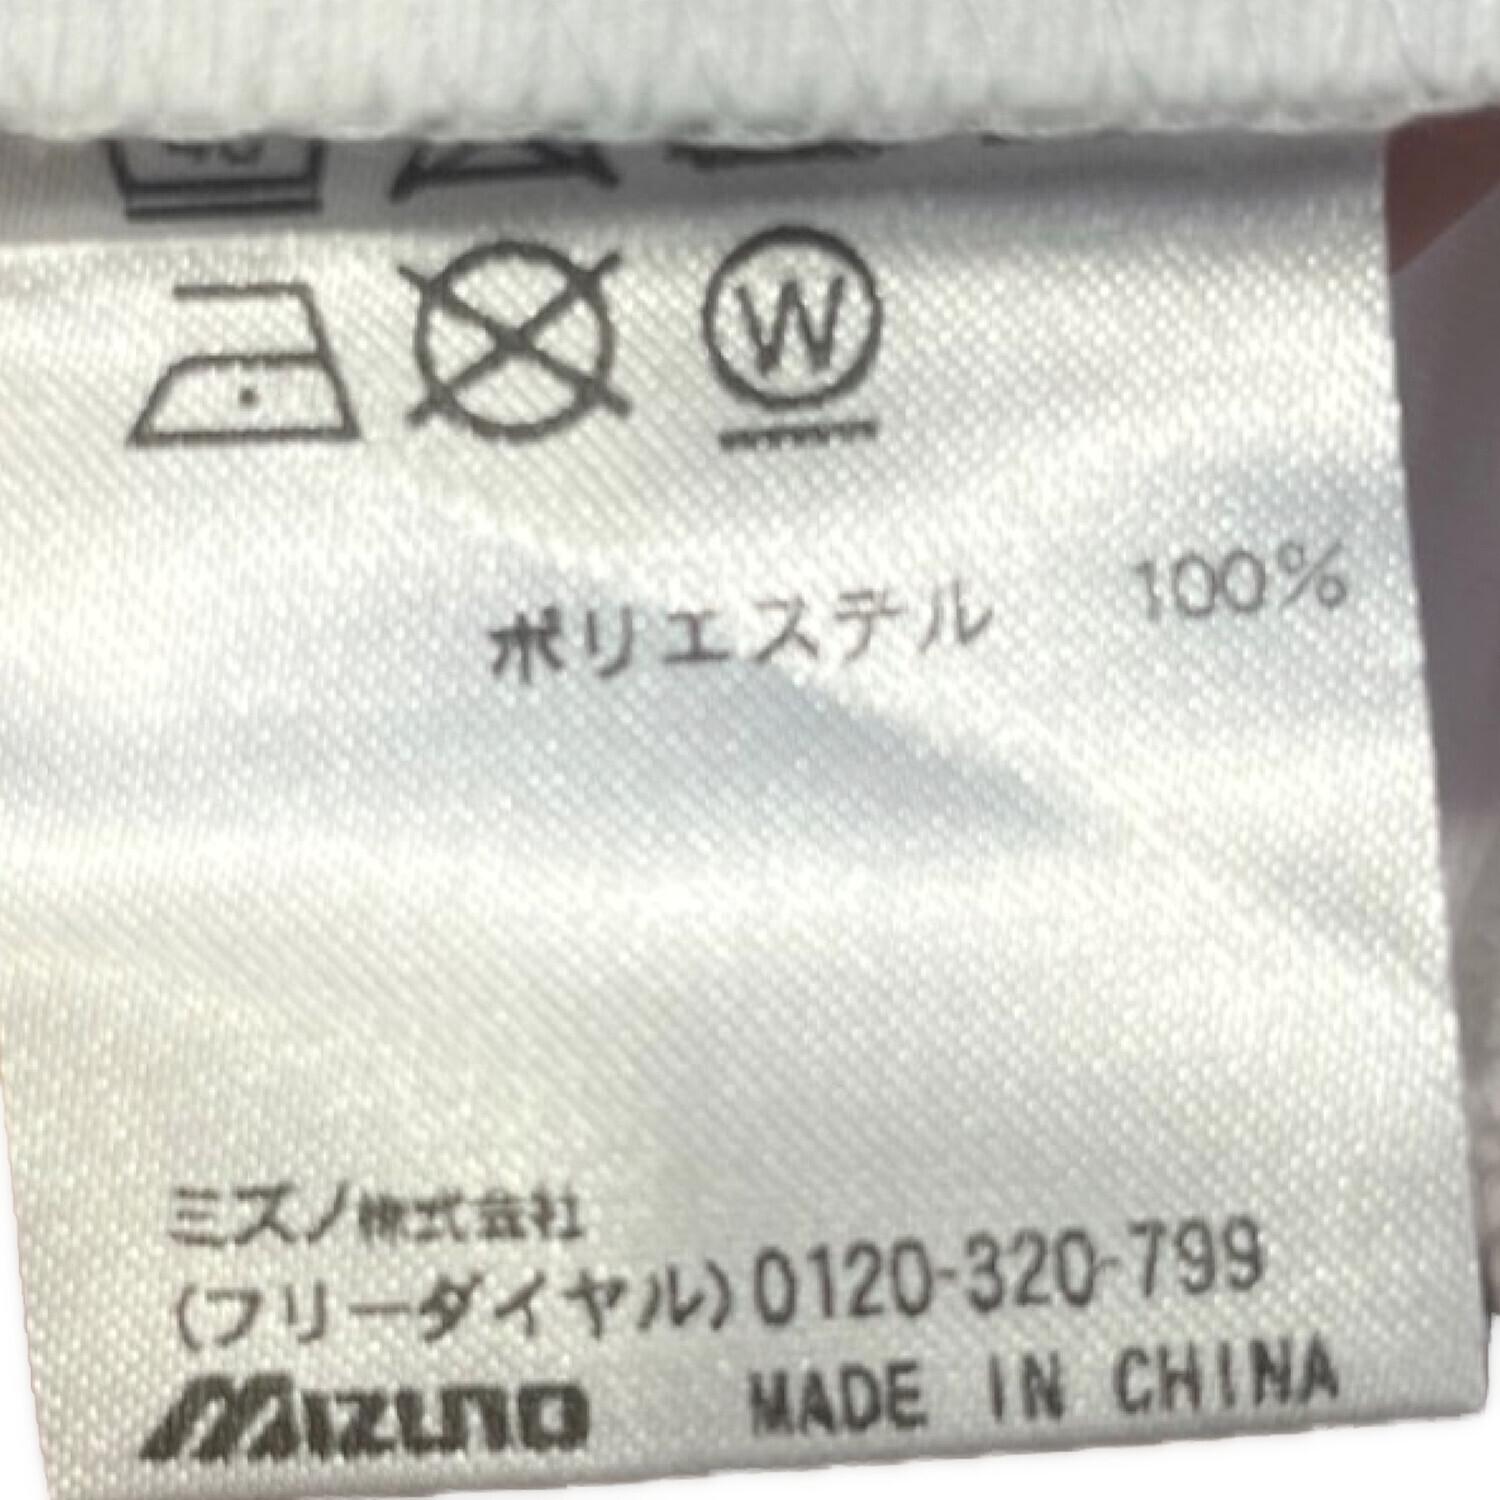 40
W
ポリエステル 100%
ミズノ株式会社
(フリーダイヤル)0120-320-799
MIZUNO MADE IN CHINA